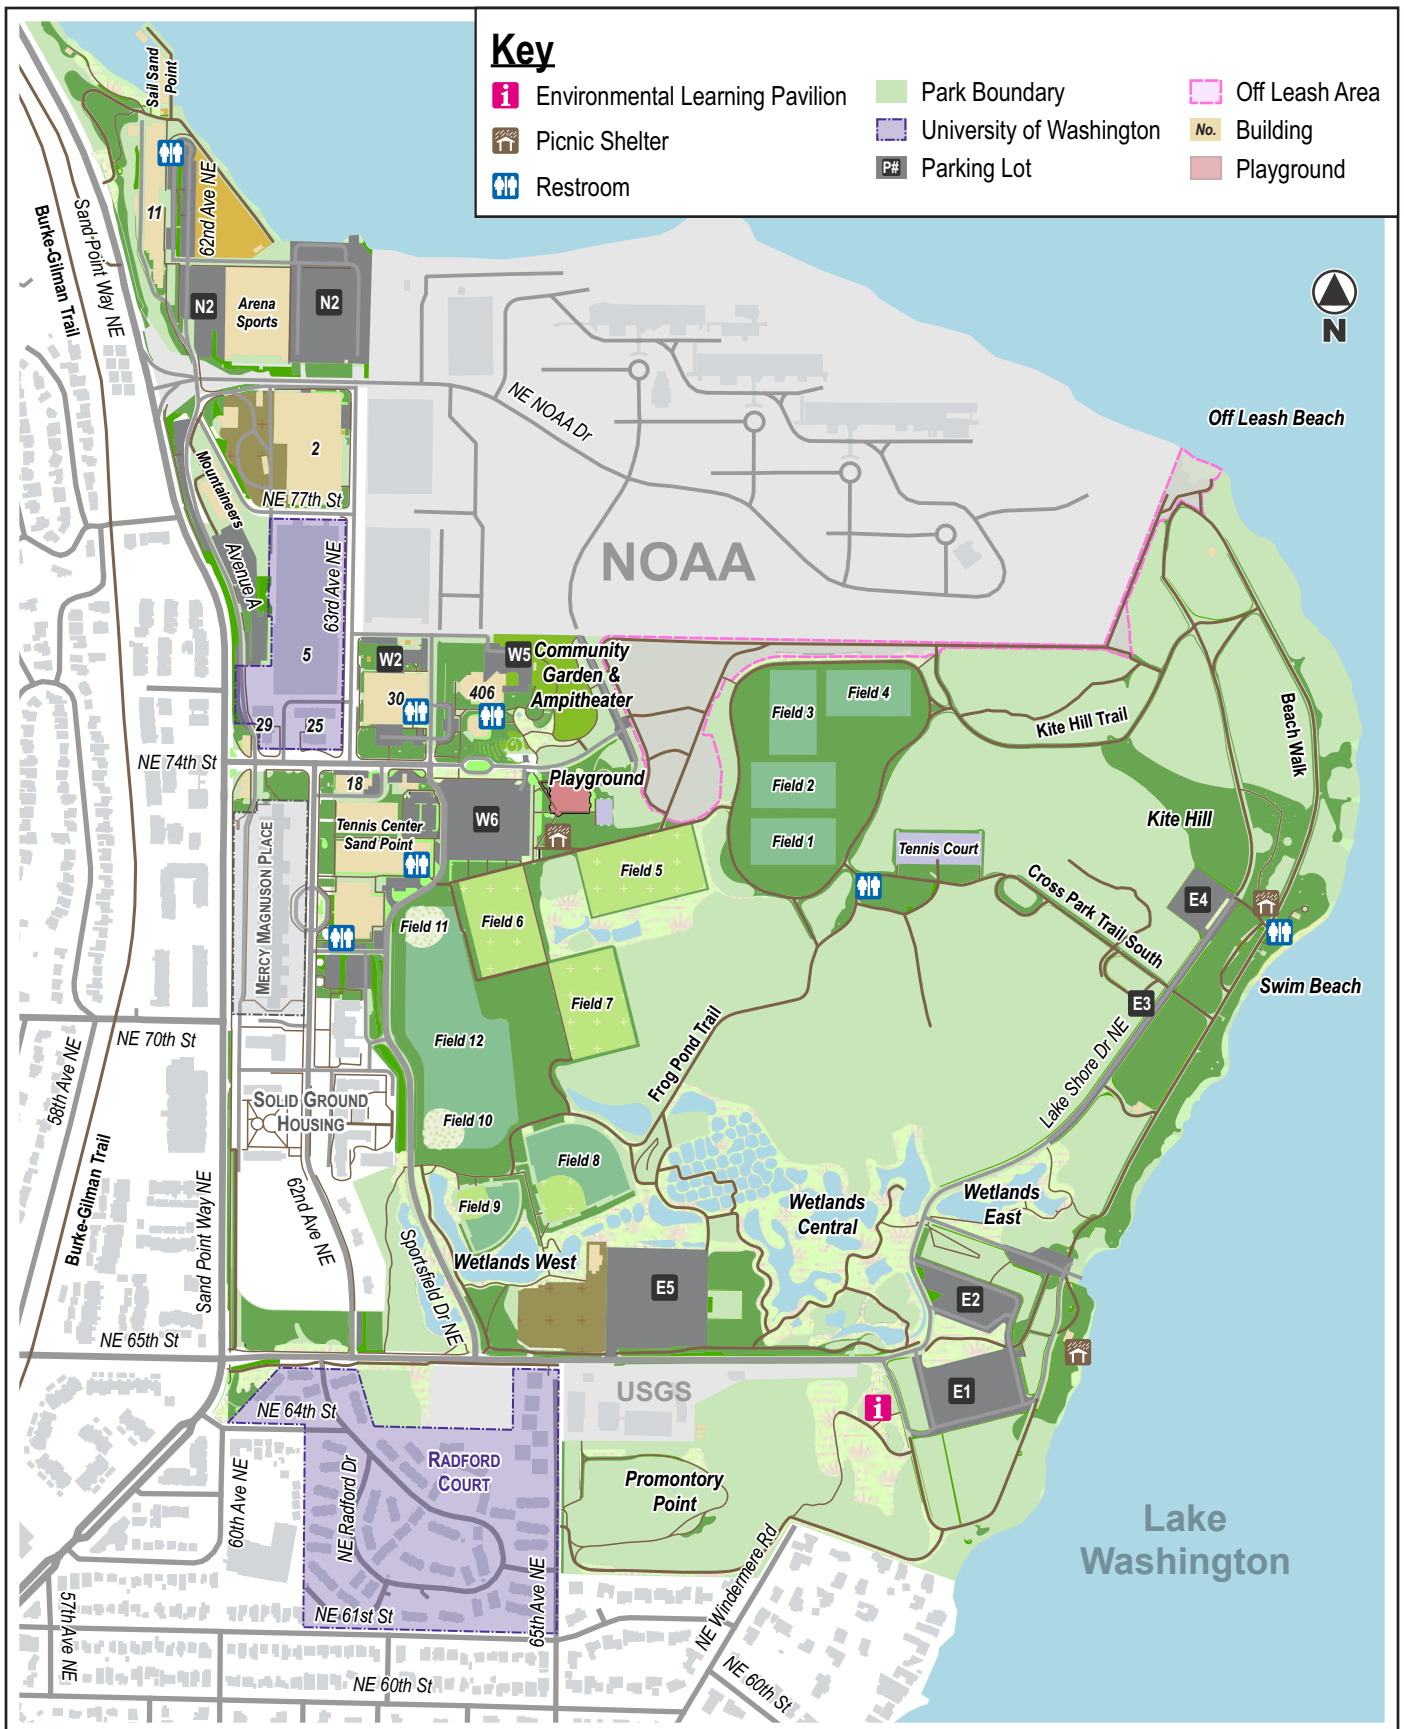 Key
i Environmental Learning Pavilion
Picnic Shelter
Restroom
Park Boundary
University of Washington
P# Parking Lot
Off Leash Area
No. Building
Playground
Sail Sand
Point
11
62nd Ave NE
Burke-Gilman Trail
Sand Point Way NE
N2
Arena
Sports
N2
N
NE NOAA Dr
Off Leash Beach
2
Mountaineers
NE 77th St
NOAA
Avenue A
63rd Ave NE
5
W2
W5
Community
Garden &
Ampitheater
30
406
29
25
Field 3
Field 4
Kite Hill Trail
Beach Walk
NE 74th St
18
Playground
Field 2
Kite Hill
W6
Tennis Center
Sand Point
Field 1
Tennis Court
Field 5
MERCY MAGNUSON PLACE
Cross Park Trail South
E4
Field 11
Field 6
Swim Beach
Field 7
E3
NE 70th St
58th Ave NE
Field 12
Frog Pond Trail
Lake Shore Dr NE
SOLID GROUND
HOUSING
Field 10
Field 8
Burke-Gilman Trail
Sand Point Way NE
62nd Ave NE
Field 9
Wetlands
Central
Wetlands
East
Sportsfield Dr NE
Wetlands West
E5
E2
NE 65th St
USGS
E1
i
NE 64th St
RADFORD
COURT
NE Radford Dr
60th Ave NE
Promontory
Point
Lake
Washington
NE Windermere Rd
65th Ave NE
57th Ave NE
NE 61st St
NE 60th St
NE 60th St